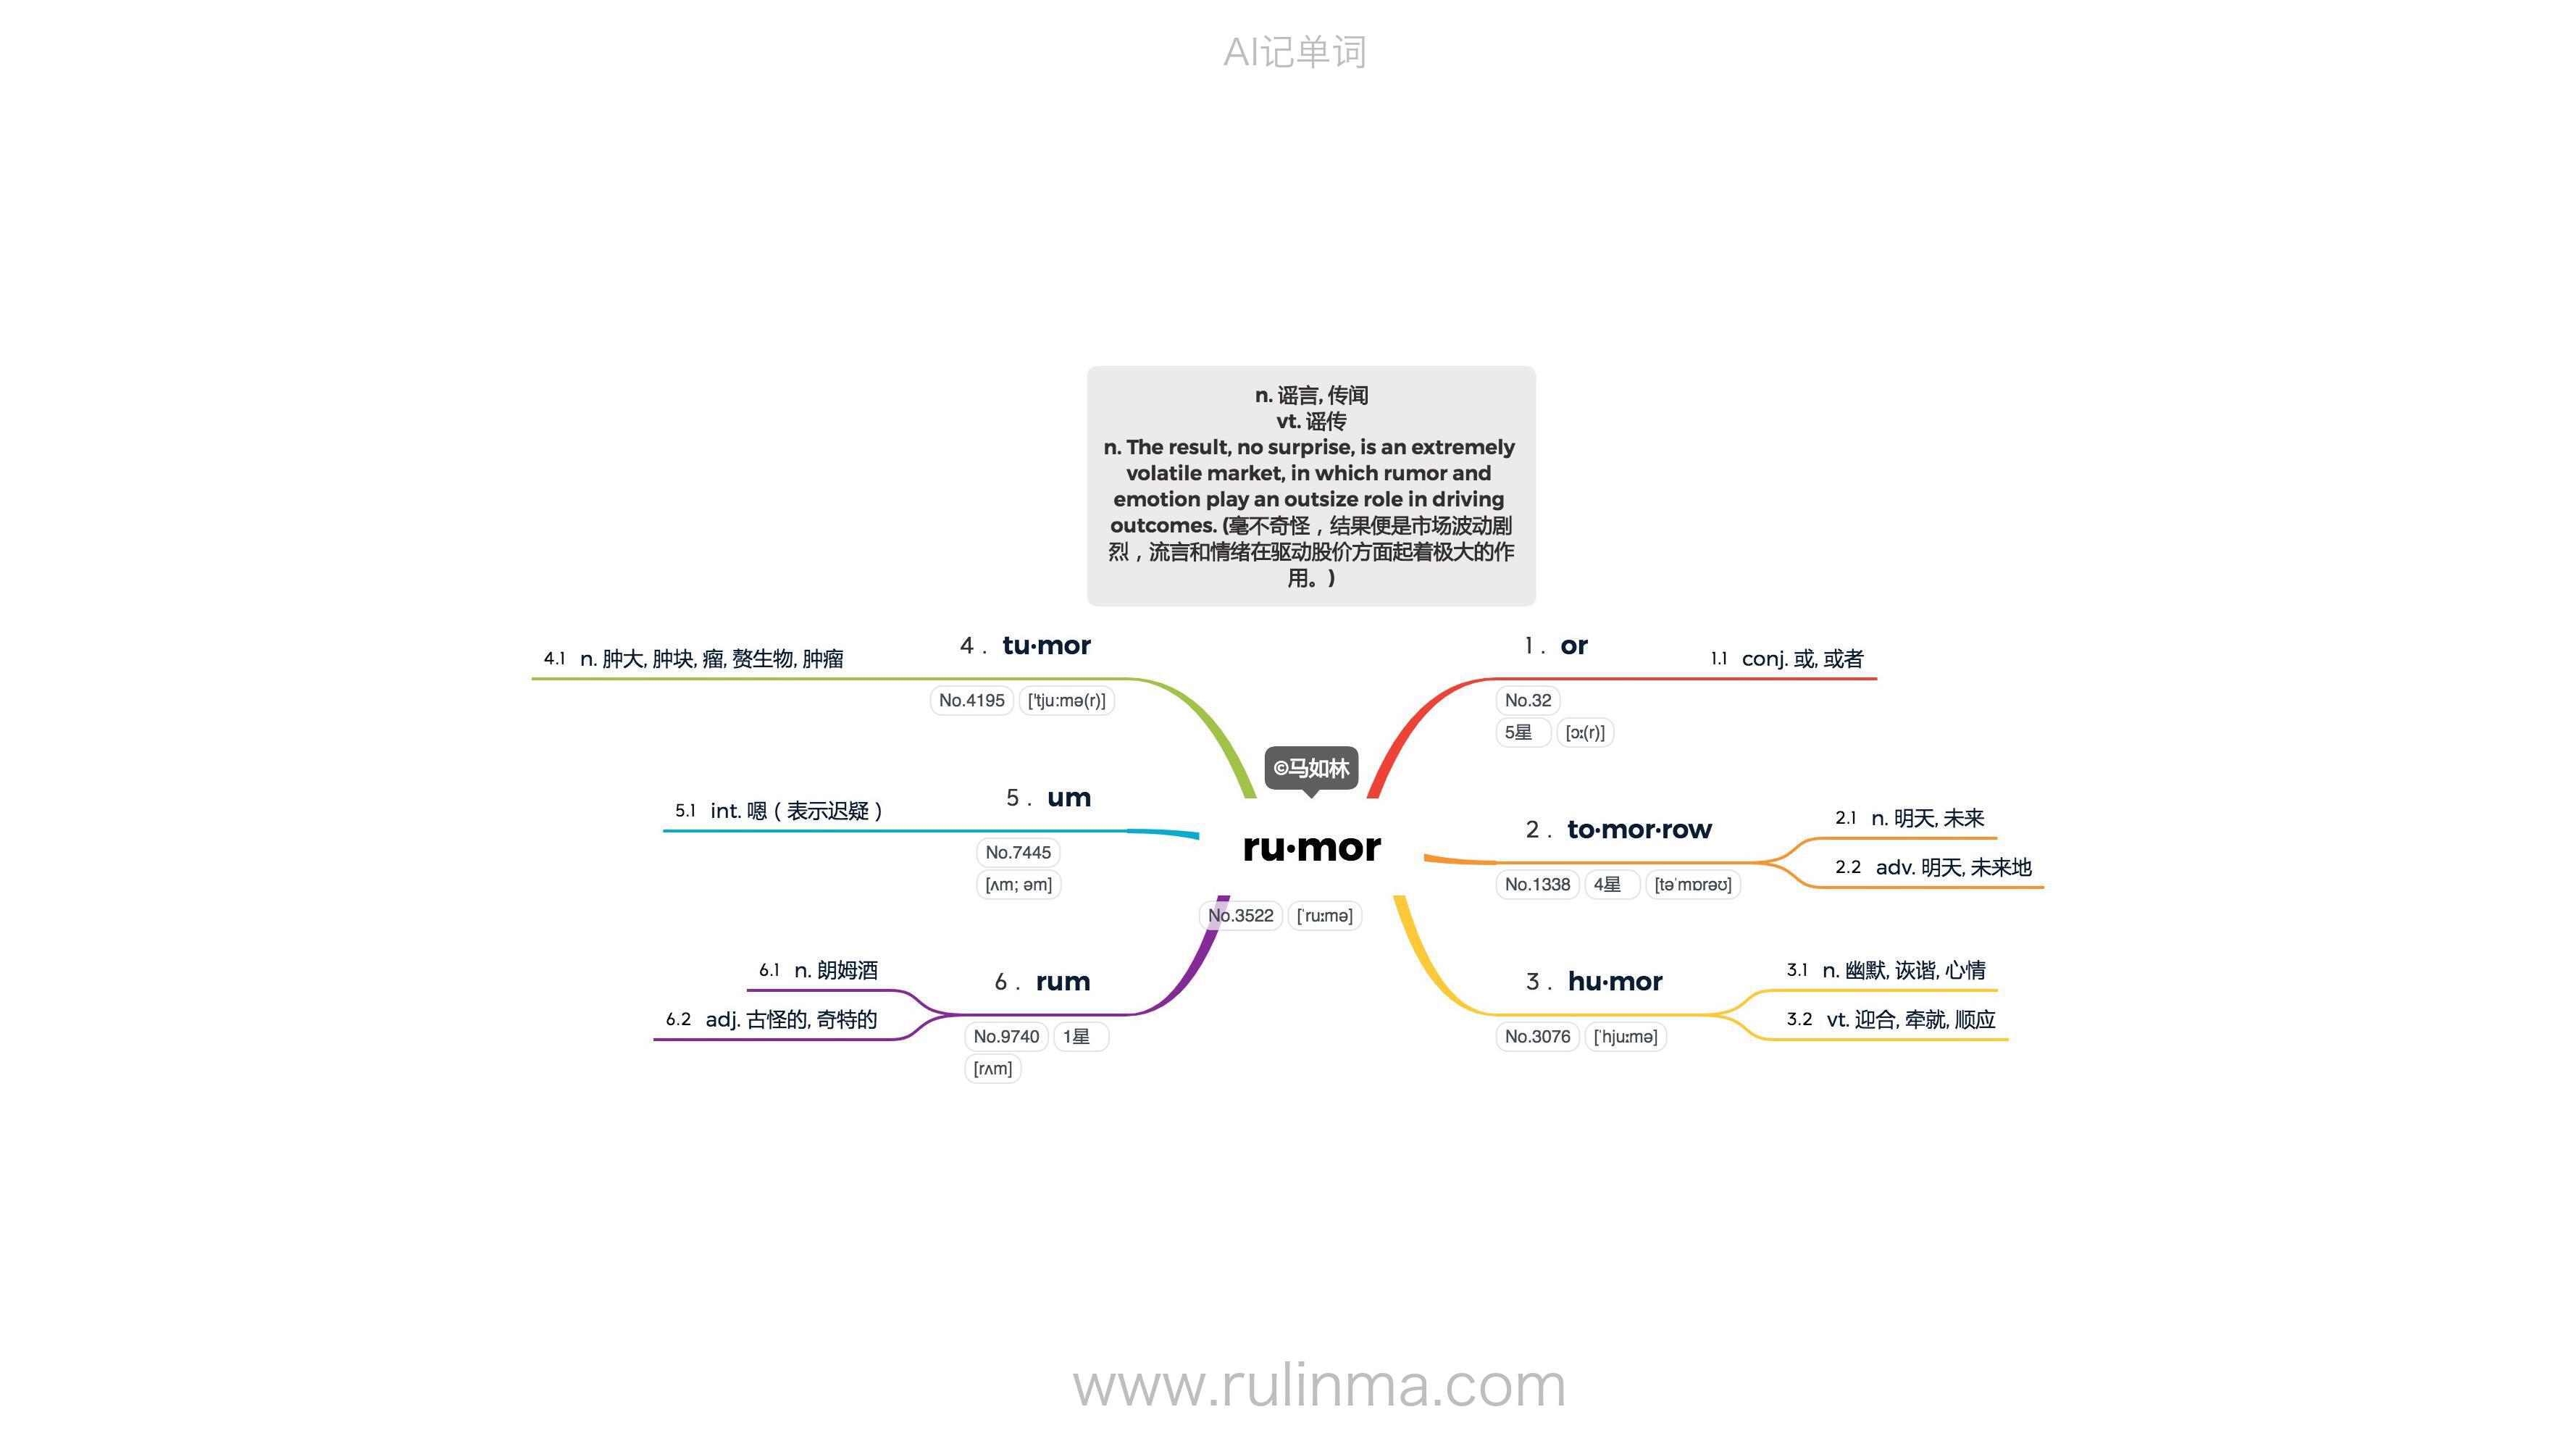 AI记单词
n. 谣言, 传闻
vt. 谣传
n. The result, no surprise, is an extremely
volatile market, in which rumor and
emotion play an outsize role in driving
outcomes. (毫不奇怪，结果便是市场波动剧
烈，流言和情绪在驱动股价方面起着极大的作
用。)
©马如林
ru·mor
No.3522 [ˈruːmə]
1. or
No.32
5星 [ɔː(r)]
1.1 conj. 或, 或者
2. to·mor·row
No.1338 4星 [təˈmɒrəʊ]
2.1 n. 明天, 未来
2.2 adv. 明天, 未来地
3. hu·mor
No.3076 [ˈhjuːmə]
3.1 n. 幽默, 诙谐, 心情
3.2 vt. 迎合, 牵就, 顺应
4. tu·mor
No.4195 ['tju:mə(r)]
4.1 n. 肿大, 肿块, 瘤, 赘生物, 肿瘤
5. um
No.7445
[ʌm; əm]
5.1 int. 嗯（表示迟疑）
6. rum
No.9740 1星
[rʌm]
6.1 n. 朗姆酒
6.2 adj. 古怪的, 奇特的
www.rulinma.com